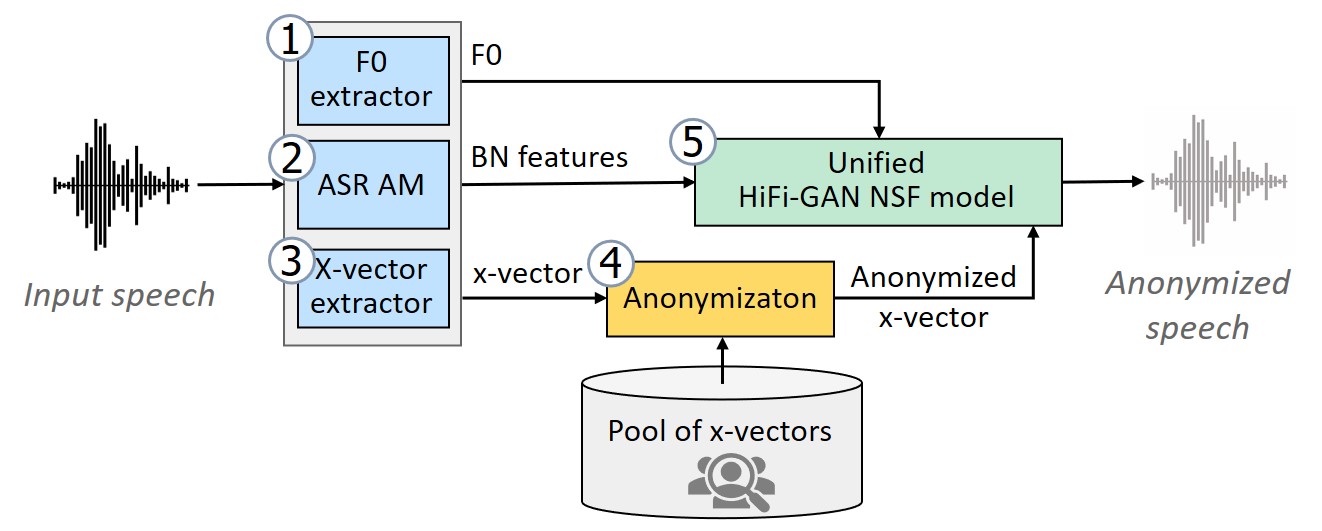 1
F0
extractor
F0
2
ASR AM
BN features
5
Unified
HiFi-GAN NSF model
3
X-vector
extractor
x-vector
4
Anonymizaton
Anonymized
x-vector
Input speech
Anonymized
speech
Pool of x-vectors